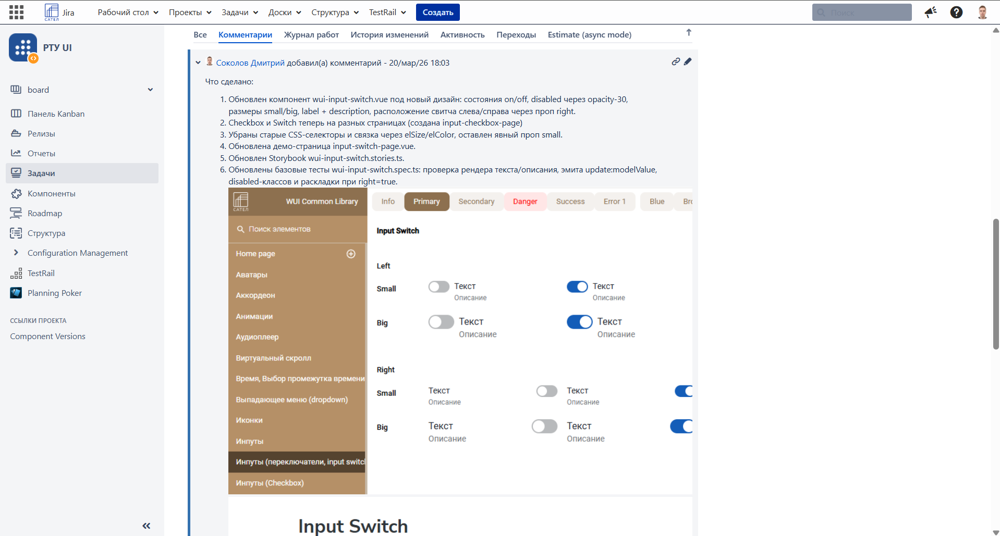 САТЕЛ
Jira
Рабочий стол
Проекты
Задачи
Доски
Структура
TestRail
Создать
Поиск
РТУ UI
board
Панель Kanban
Релизы
Отчеты
Задачи
Компоненты
Roadmap
Структура
Configuration Management
TestRail
Planning Poker
ССЫЛКИ ПРОЕКТА
Component Versions
Все
Комментарии
Журнал работ
История изменений
Активность
Переходы
Estimate (async mode)
Соколов Дмитрий добавил(а) комментарий - 20/мар/26 18:03
Что сделано:
1. Обновлен компонент wui-input-switch.vue под новый дизайн: состояния on/off, disabled через opacity-30,
размеры small/big, label + description, расположение свитча слева/справа через проп right.
2. Checkbox и Switch теперь на разных страницах (создана input-checkbox-page)
3. Убраны старые CSS-селекторы и связка через elSize/elColor, оставлен явный проп small.
4. Обновлена демо-страница input-switch-page.vue.
5. Обновлен Storybook wui-input-switch.stories.ts.
6. Обновлены базовые тесты wui-input-switch.spec.ts: проверка рендера текста/описания, эмита update:modelValue,
disabled-классов и раскладки при right=true.
САТЕЛ
WUI Common Library
Поиск элементов
Home page
Аватары
Аккордеон
Анимации
Аудиоплеер
Виртуальный скролл
Время, Выбор промежутка времени
Выпадающее меню (dropdown)
Иконки
Инпуты
Инпуты (переключатели, input switch
Инпуты (Checkbox)
Info
Primary
Secondary
Danger
Success
Error 1
Blue
Bro
Input Switch
Left
Small
Текст
Описание
Текст
Описание
Big
Текст
Описание
Текст
Описание
Right
Small
Текст
Описание
Текст
Описание
Big
Текст
Описание
Текст
Описание
Input Switch